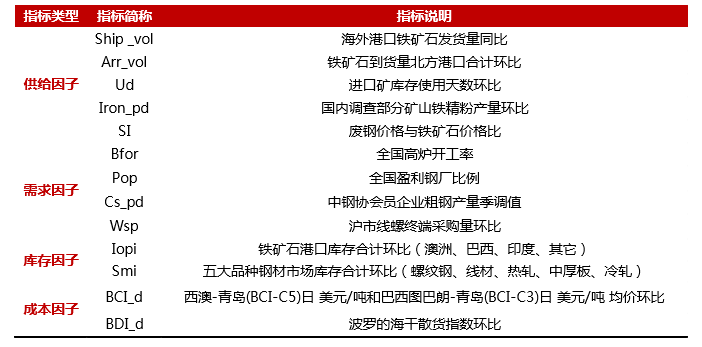 指标类型 指标简称 指标说明
Ship _vol 海外港口铁矿石发货量同比
Arr_vol 铁矿石到货量北方港口合计环比
供给因子 Ud 进口矿库存使用天数环比
Iron_pd 国内调查部分矿山铁精粉产量环比
SI 废钢价格与铁矿石价格比
Bfor 全国高炉开工率
需求因子 Pop 全国盈利钢厂比例
Cs_pd 中钢协会员企业粗钢产量季调值
Wsp 沪市线螺终端采购量环比
库存因子 Iopi 铁矿石港口库存合计环比（澳洲、巴西、印度、其它）
Smi 五大品种钢材市场库存合计环比（螺纹钢、线材、热轧、中厚板、冷轧）
成本因子 BCI_d 西澳-青岛(BCI-C5)日 美元/吨和巴西图巴朗-青岛(BCI-C3)日 美元/吨 均价环比
BDI_d 波罗的海干散货指数环比